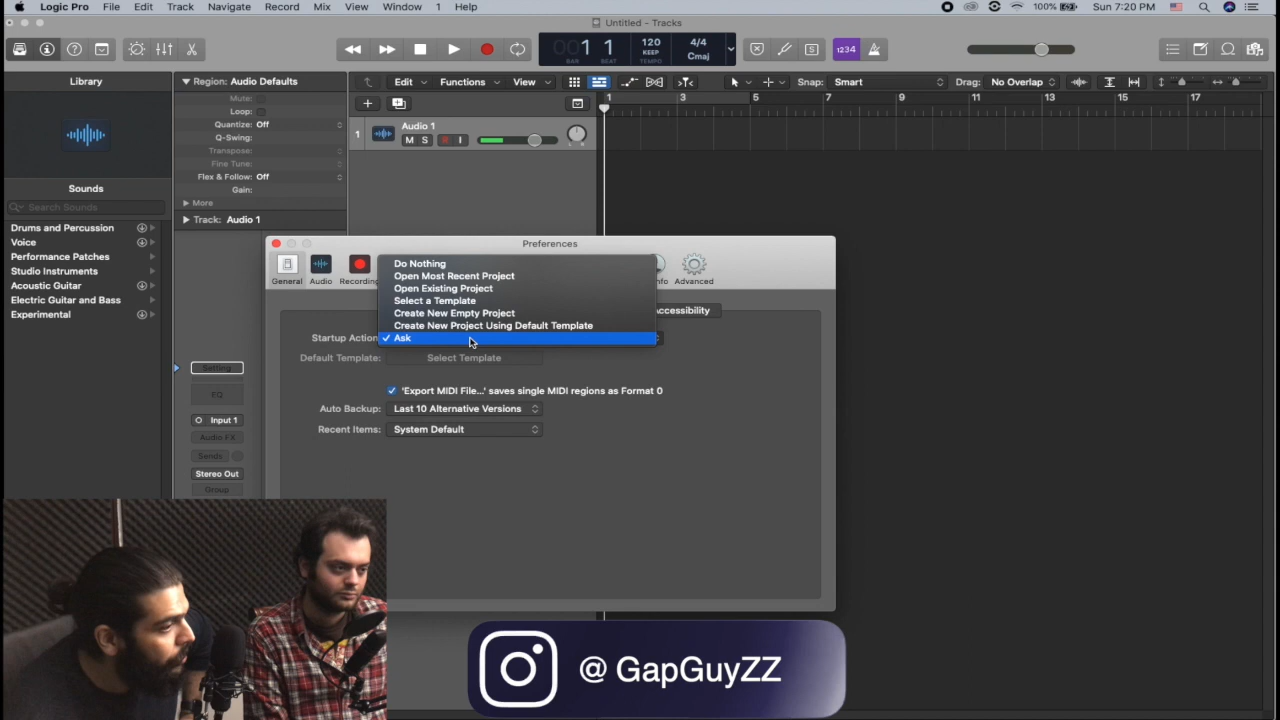 Logic Pro File Edit Track Navigate Record Mix View Window 1 Help
100% Sun 7:20 PM
Untitled - Tracks
1 1
BAR BEAT
120
KEEP
TEMPO
4/4
Cmaj
1234
Library
Region: Audio Defaults
Edit Functions View
Snap: Smart
Drag: No Overlap
Mute:
Loop:
Quantize: Off
Q-Swing:
Transpose:
Fine Tune:
Flex & Follow: Off
Gain:
More
Track: Audio 1
1 3 5 7 9 11 13 15 17
1 Audio 1
M S R I
Sounds
Search Sounds
Drums and Percussion
Voice
Performance Patches
Studio Instruments
Acoustic Guitar
Electric Guitar and Bass
Experimental
Setting
EQ
Input 1
Audio FX
Sends
Stereo Out
Group
Preferences
General Audio Recording
Advanced
Accessibility
Do Nothing
Open Most Recent Project
Open Existing Project
Select a Template
Create New Empty Project
Create New Project Using Default Template
Startup Action
✓ Ask
Default Template: Select Template
'Export MIDI File...' saves single MIDI regions as Format 0
Auto Backup: Last 10 Alternative Versions
Recent Items: System Default
@ GapGuyZZ